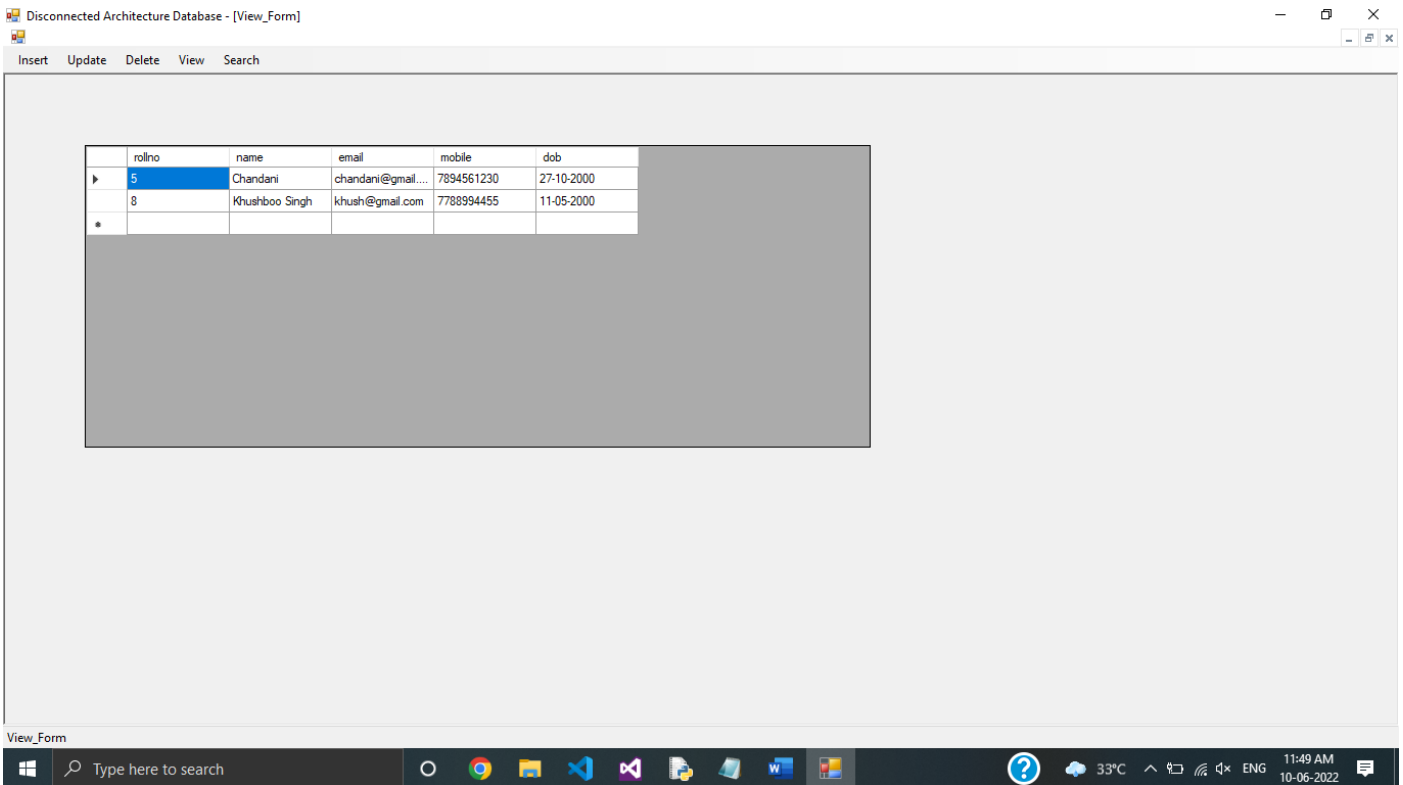 Disconnected Architecture Database - [View_Form]
Insert Update Delete View Search
rollno name email mobile dob
5 Chandani chandani@gmail.... 7894561230 27-10-2000
8 Khushboo Singh khush@gmail.com 7788994455 11-05-2000
View_Form
Type here to search
33°C ENG 11:49 AM
10-06-2022